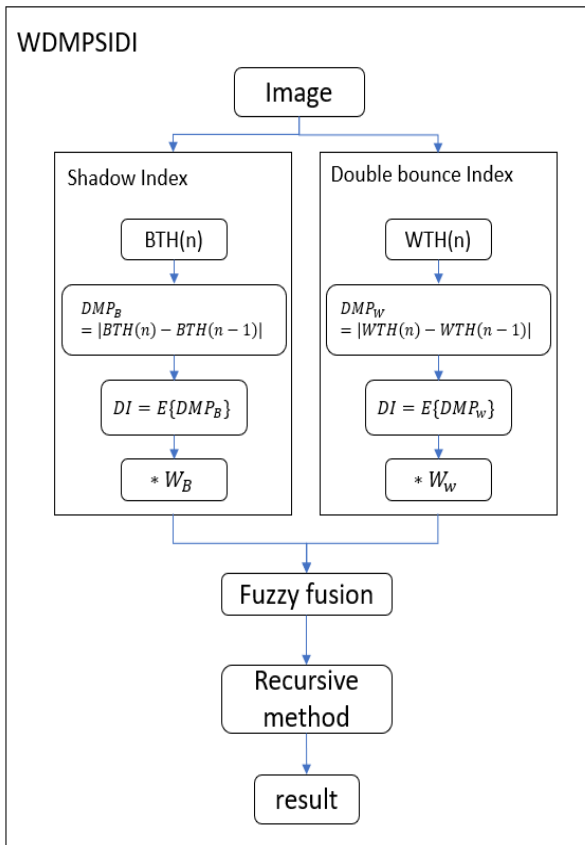 WDMPSIDI
Image
Shadow Index
BTH(n)
DMP_B
= |BTH(n) − BTH(n − 1)|
DI = E{DMP_B}
* W_B
Double bounce Index
WTH(n)
DMP_W
= |WTH(n) − WTH(n − 1)|
DI = E{DMP_w}
* W_w
Fuzzy fusion
Recursive
method
result